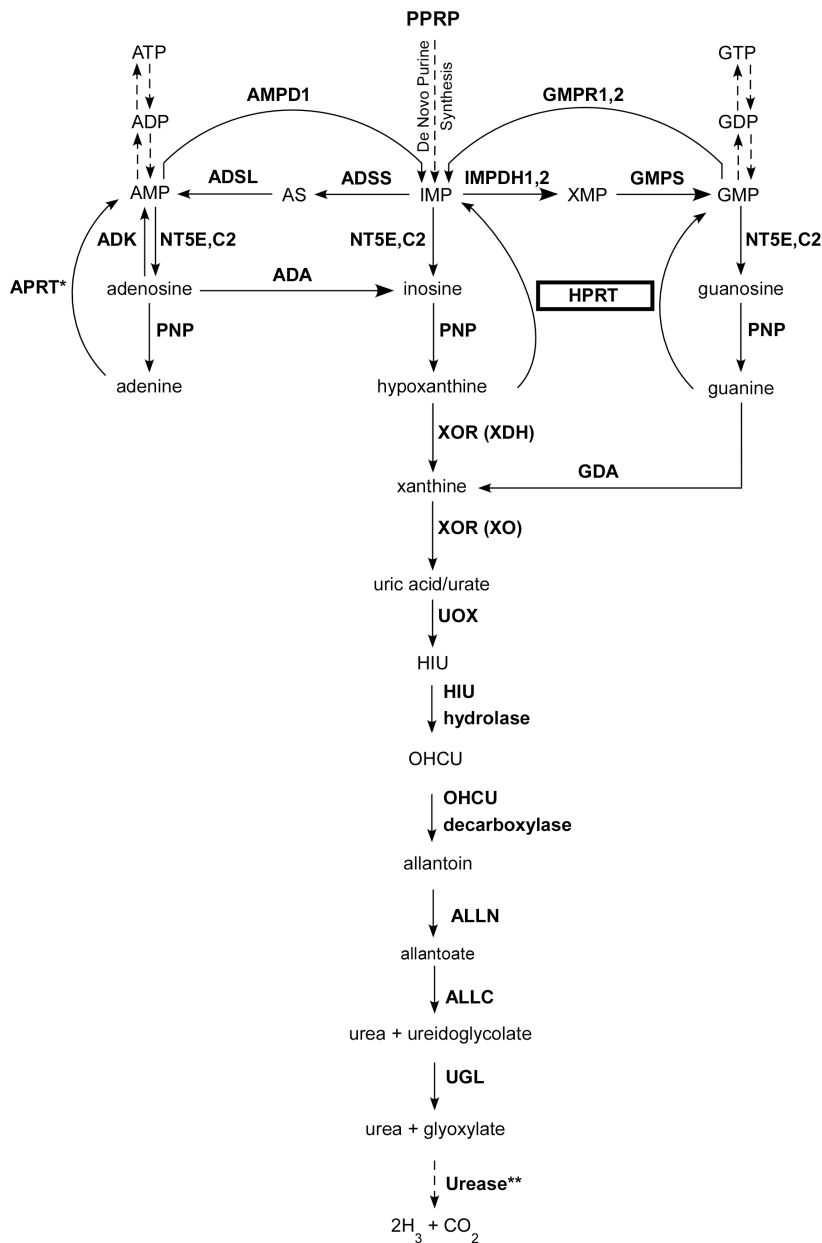 PPRP
ATP
De Novo Purine
Synthesis
GTP
AMPD1
GMPR1,2
ADP
GDP
AMP
ADSL
AS
ADSS
IMP
IMPDH1,2
XMP
GMPS
GMP
ADK
NT5E,C2
NT5E,C2
NT5E,C2
APRT*
adenosine
ADA
inosine
HPRT
guanosine
PNP
PNP
PNP
adenine
hypoxanthine
guanine
XOR (XDH)
GDA
xanthine
XOR (XO)
uric acid/urate
UOX
HIU
HIU
hydrolase
OHCU
OHCU
decarboxylase
allantoin
ALLN
allantoate
ALLC
urea + ureidoglycolate
UGL
urea + glyoxylate
Urease**
2H3 + CO2